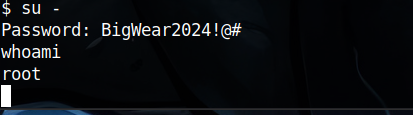 $ su -
Password: BigWear2024!@#
whoami
root